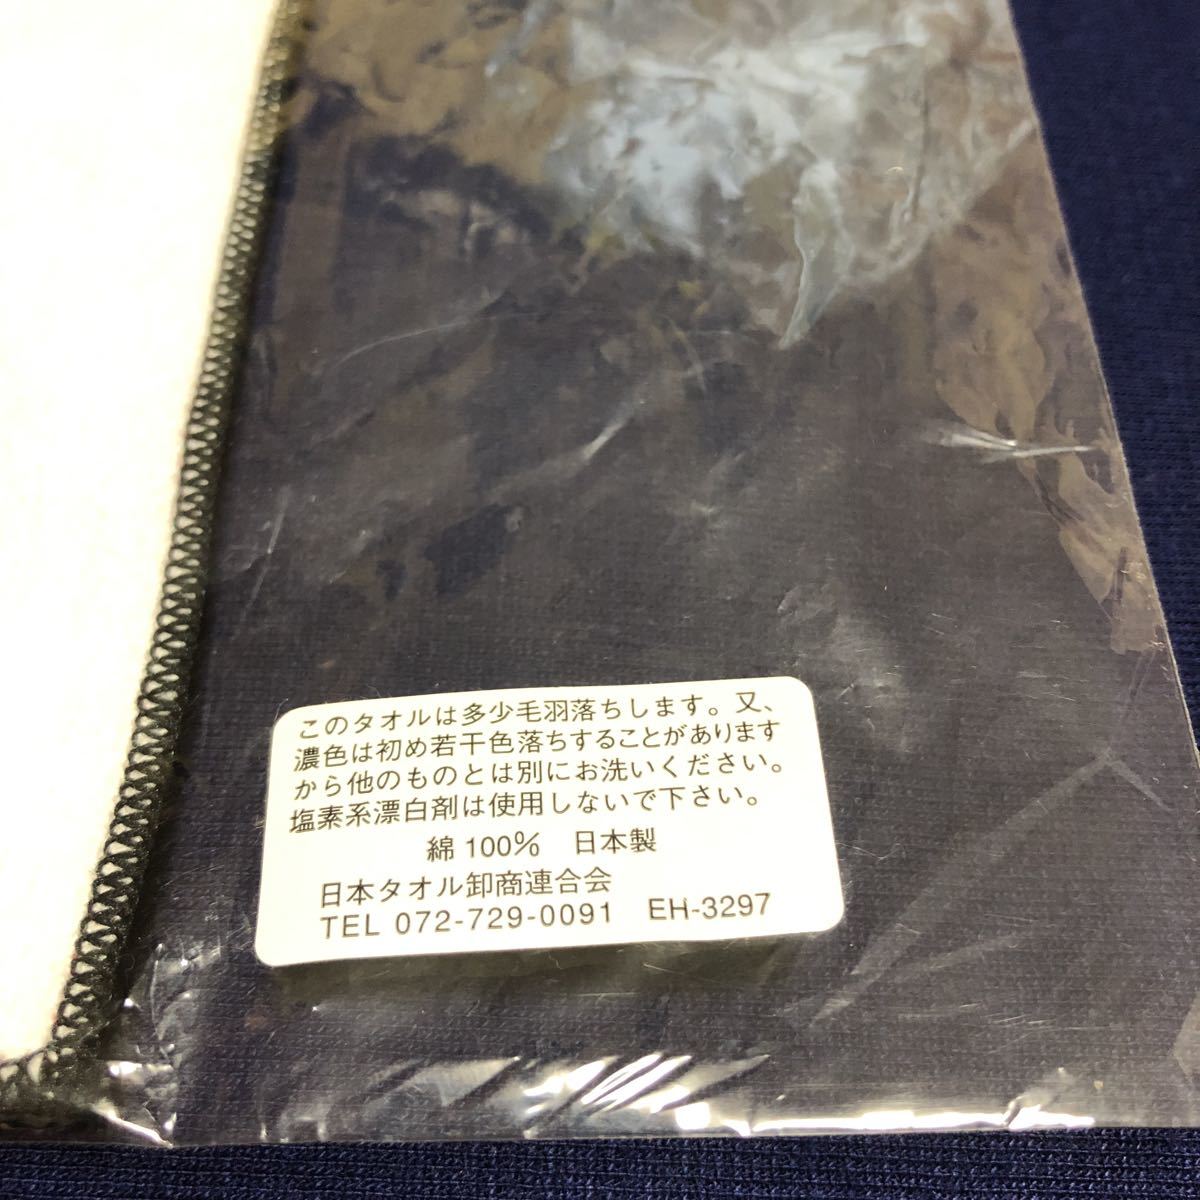 このタオルは多少毛羽落ちします。又、
濃色は初め若干色落ちすることがあります
から他のものとは別にお洗いください。
塩素系漂白剤は使用しないで下さい。
綿100% 日本製
日本タオル卸商連合会
TEL 072-729-0091 EH-3297